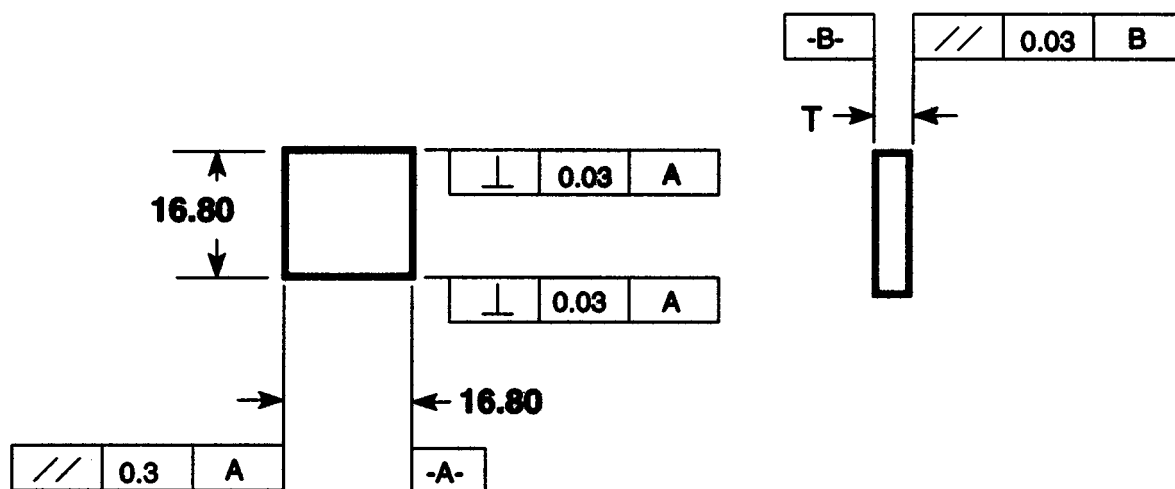 -B- // 0.03 B
T
⊥ 0.03 A
16.80
⊥ 0.03 A
16.80
// 0.3 A -A-